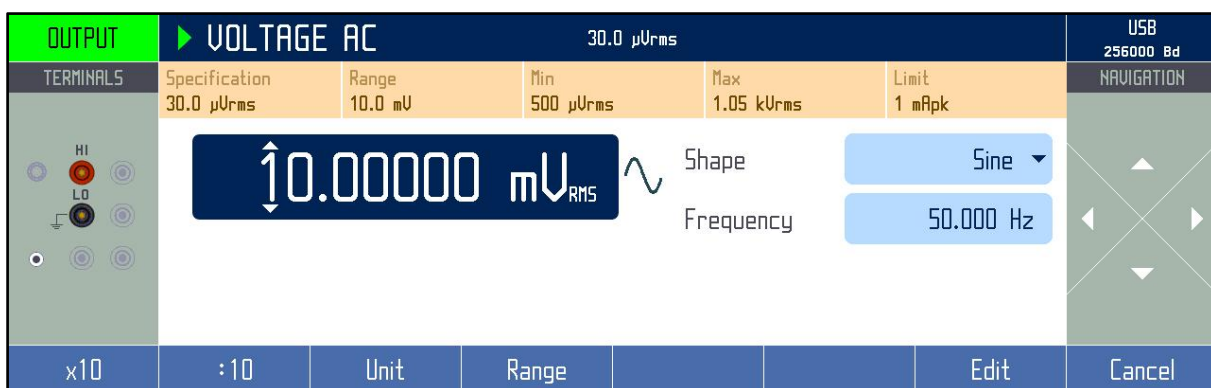 OUTPUT
VOLTAGE AC
30.0 µVrms
USB
256000 Bd
TERMINALS
Specification
30.0 µVrms
Range
10.0 mV
Min
500 µVrms
Max
1.05 kVrms
Limit
1 mApk
NAVIGATION
HI
LO
10.00000 mVRMS
Shape
Sine
Frequency
50.000 Hz
x10
:10
Unit
Range
Edit
Cancel